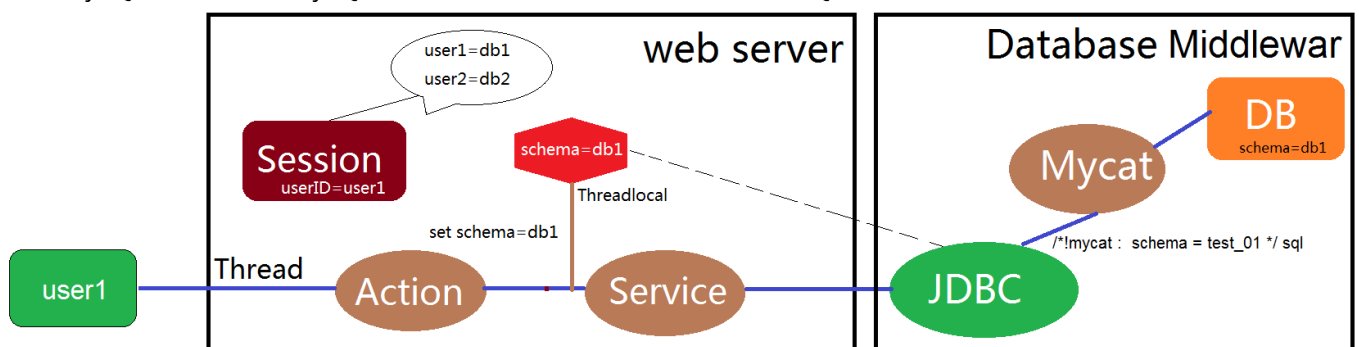 web server
Database Middlewar
user1=db1
user2=db2
Session
userID=user1
schema=db1
Threadlocal
set schema=db1
DB
schema=db1
Mycat
/*!mycat : schema = test_01 */ sql
user1
Thread
Action
Service
JDBC